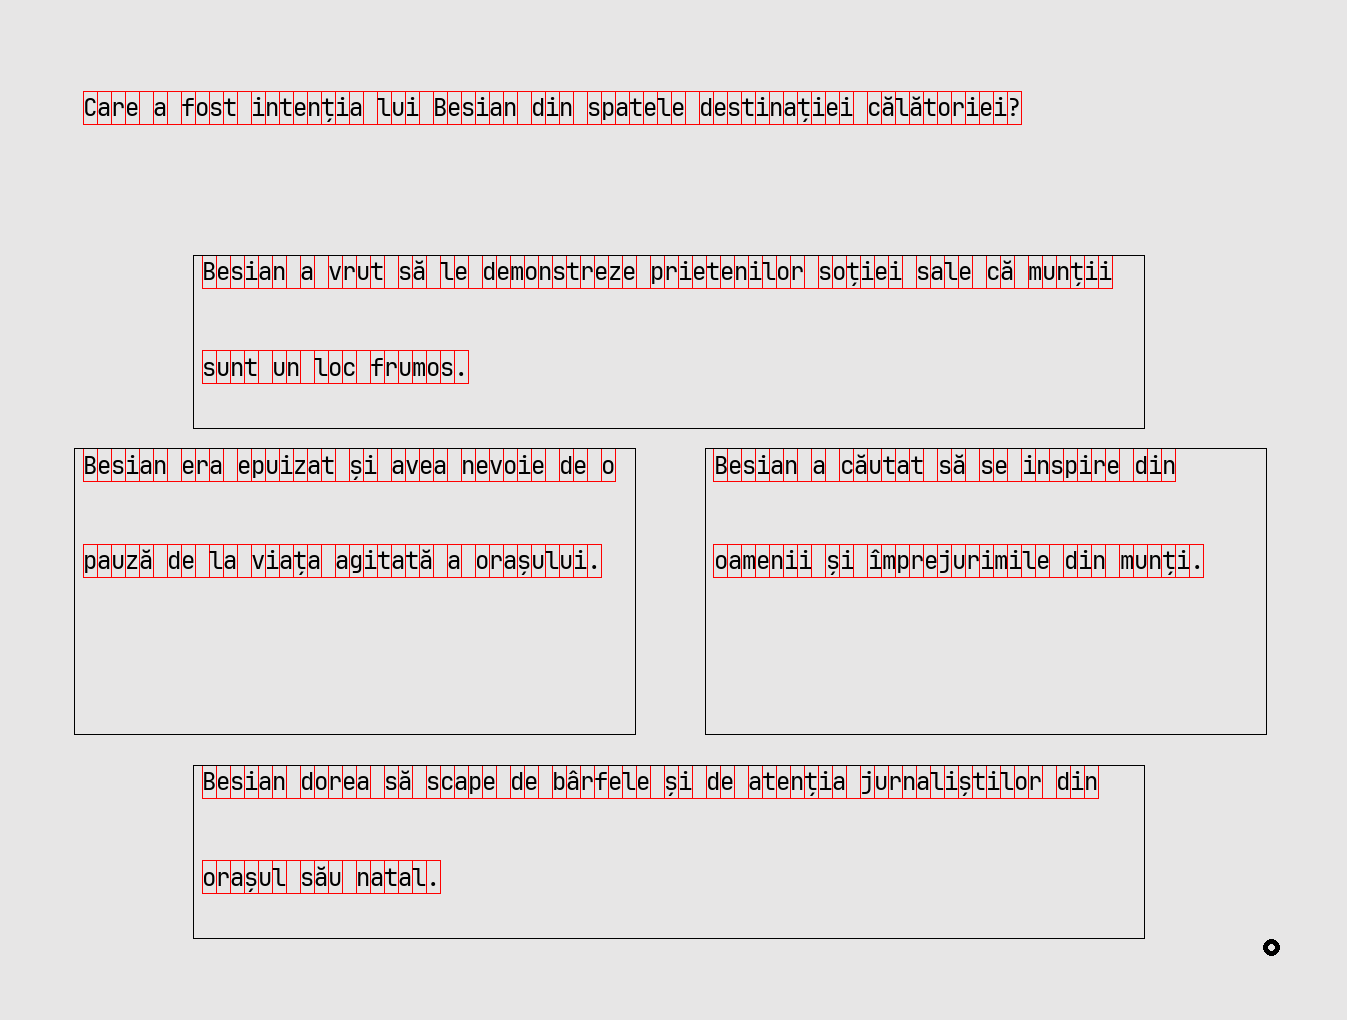 Care a fost intenția lui Besian din spatele destinației călătoriei?
Besian a vrut să le demonstreze prietenilor soției sale că munții
sunt un loc frumos.
Besian era epuizat și avea nevoie de o
pauză de la viața agitată a orașului.
Besian a căutat să se inspire din
oamenii și împrejurimile din munți.
Besian dorea să scape de bârfele și de atenția jurnaliștilor din
orașul său natal.